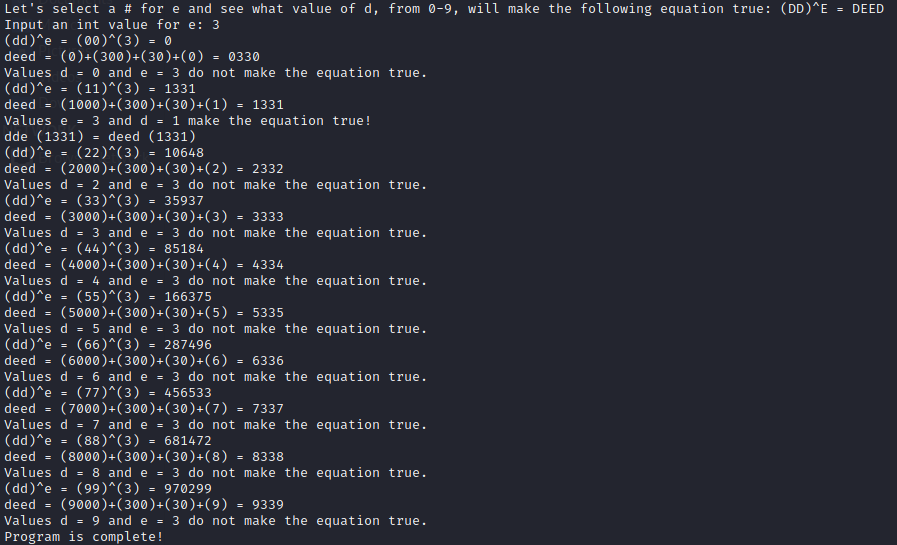 Let's select a # for e and see what value of d, from 0-9, will make the following equation true: (DD)^E = DEED
Input an int value for e: 3
(dd)^e = (00)^(3) = 0
deed = (0)+(300)+(30)+(0) = 0330
Values d = 0 and e = 3 do not make the equation true.
(dd)^e = (11)^(3) = 1331
deed = (1000)+(300)+(30)+(1) = 1331
Values e = 3 and d = 1 make the equation true!
dde (1331) = deed (1331)
(dd)^e = (22)^(3) = 10648
deed = (2000)+(300)+(30)+(2) = 2332
Values d = 2 and e = 3 do not make the equation true.
(dd)^e = (33)^(3) = 35937
deed = (3000)+(300)+(30)+(3) = 3333
Values d = 3 and e = 3 do not make the equation true.
(dd)^e = (44)^(3) = 85184
deed = (4000)+(300)+(30)+(4) = 4334
Values d = 4 and e = 3 do not make the equation true.
(dd)^e = (55)^(3) = 166375
deed = (5000)+(300)+(30)+(5) = 5335
Values d = 5 and e = 3 do not make the equation true.
(dd)^e = (66)^(3) = 287496
deed = (6000)+(300)+(30)+(6) = 6336
Values d = 6 and e = 3 do not make the equation true.
(dd)^e = (77)^(3) = 456533
deed = (7000)+(300)+(30)+(7) = 7337
Values d = 7 and e = 3 do not make the equation true.
(dd)^e = (88)^(3) = 681472
deed = (8000)+(300)+(30)+(8) = 8338
Values d = 8 and e = 3 do not make the equation true.
(dd)^e = (99)^(3) = 970299
deed = (9000)+(300)+(30)+(9) = 9339
Values d = 9 and e = 3 do not make the equation true.
Program is complete!